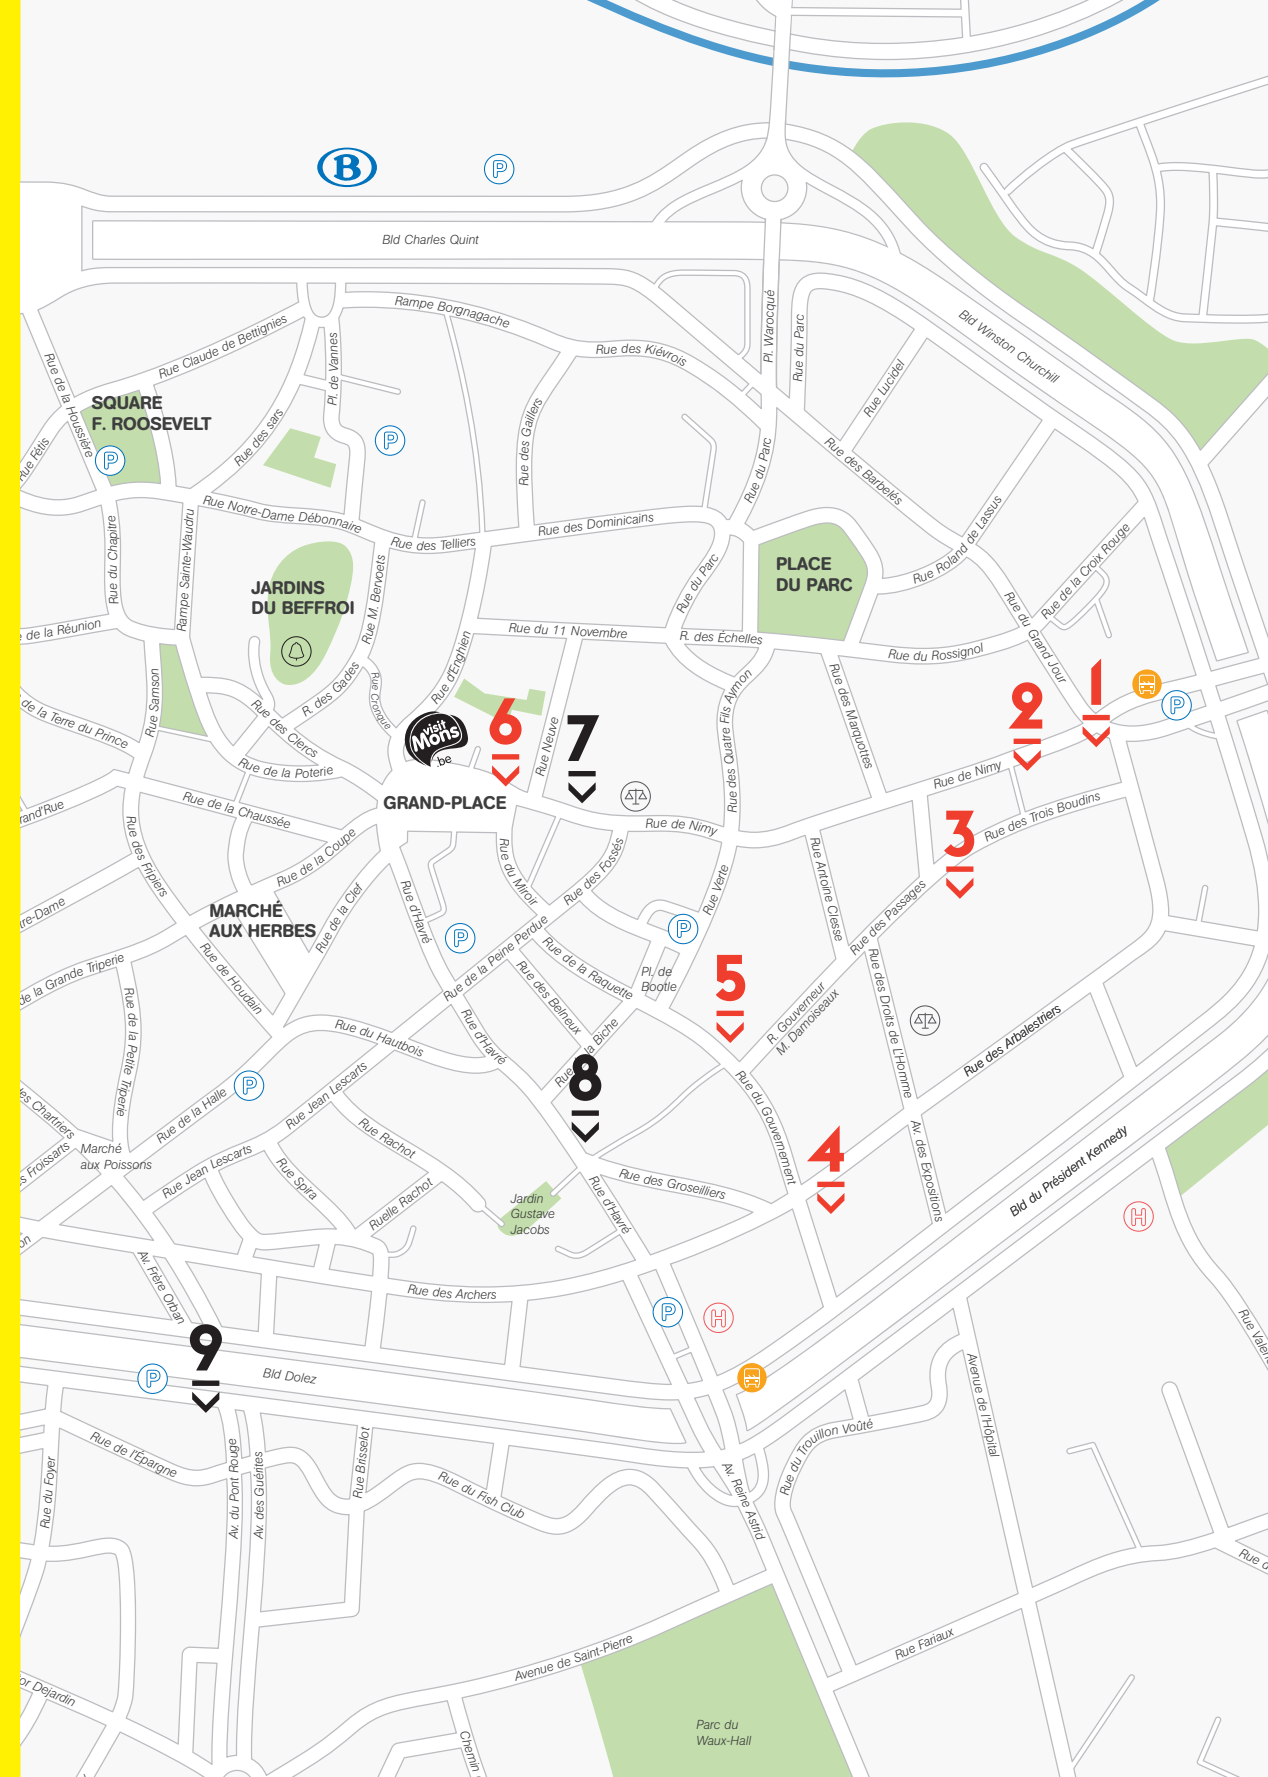 B
P
Bld Charles Quint
Rampe Borgnagache
Rue des Kiévrois
Pl. Warocqué
Rue du Parc
Bld Winston Churchill
Rue Claude de Bettignies
Pl. de Vannes
Rue de la Houssière
SQUARE
F. ROOSEVELT
Rue Lucidel
Rue des sars
Rue des Gaillers
Rue Fétis
P
P
Rue du Parc
Rue des Barbelés
Rue Notre-Dame Débonnaire
Rue des Telliers
Rue des Dominicains
Rue Roland de Lassus
Rue de la Croix Rouge
Rue du Chapitre
Rampe Sainte-Waudru
JARDINS
DU BEFFROI
Rue M. Bervoets
Rue du Parc
PLACE
DU PARC
Rue du Grand Jour
e de la Réunion
Rue du 11 Novembre
R. des Échelles
Rue du Rossignol
Rue d'Enghien
R. des Gades
Rue Cronque
Rue Samson
Rue des Clercs
de la Terre du Prince
Rue de la Poterie
visit
Mons
.be
6
7
Rue Neuve
Rue des Quatre Fils Aymon
Rue des Marquottes
2
1
P
Rue de Nimy
GRAND-PLACE
Rue de Nimy
Rue des Trois Boudins
3
rand'Rue
Rue de la Chaussée
Rue de la Coupe
Rue des Fripiers
Rue de la Clef
Rue d'Havré
Rue du Miroir
Rue des Fossés
Rue Verte
Rue Antoine Clesse
Rue des Passages
tre-Dame
MARCHÉ
AUX HERBES
P
P
Rue de la Peine Perdue
Rue de la Raquette
Rue des Belneux
Pl. de
Bootle
5
R. Gouverneur
M. Damoiseaux
Rue des Droits de L'Homme
Rue des Arbalestriers
de la Grande Triperie
Rue de Houdain
Rue de la Petite Triperie
Rue du Hautbois
Rue d'Havré
8
Rue du Gouvernement
P
Rue de la Halle
Rue Jean Lescarts
Marché
aux Poissons
Rue Jean Lescarts
Rue Rachot
Rue Spira
Ruelle Rachot
Jardin
Gustave
Jacobs
Rue d'Havré
Rue des Groseilliers
4
Av. des Expositions
Bld du Président Kennedy
H
Av. Frère Orban
Rue des Archers
P
H
9
P
Bld Dolez
Avenue de l'Hôpital
Rue de l'Épargne
Rue du Foyer
Av. du Pont Rouge
Av. des Guérites
Rue Brisselot
Rue du Fish Club
Av. Reine Astrid
Rue du Trouillon Voûté
Avenue de Saint-Pierre
Rue Fariaux
or Dejardin
Chemin
Parc du
Waux-Hall